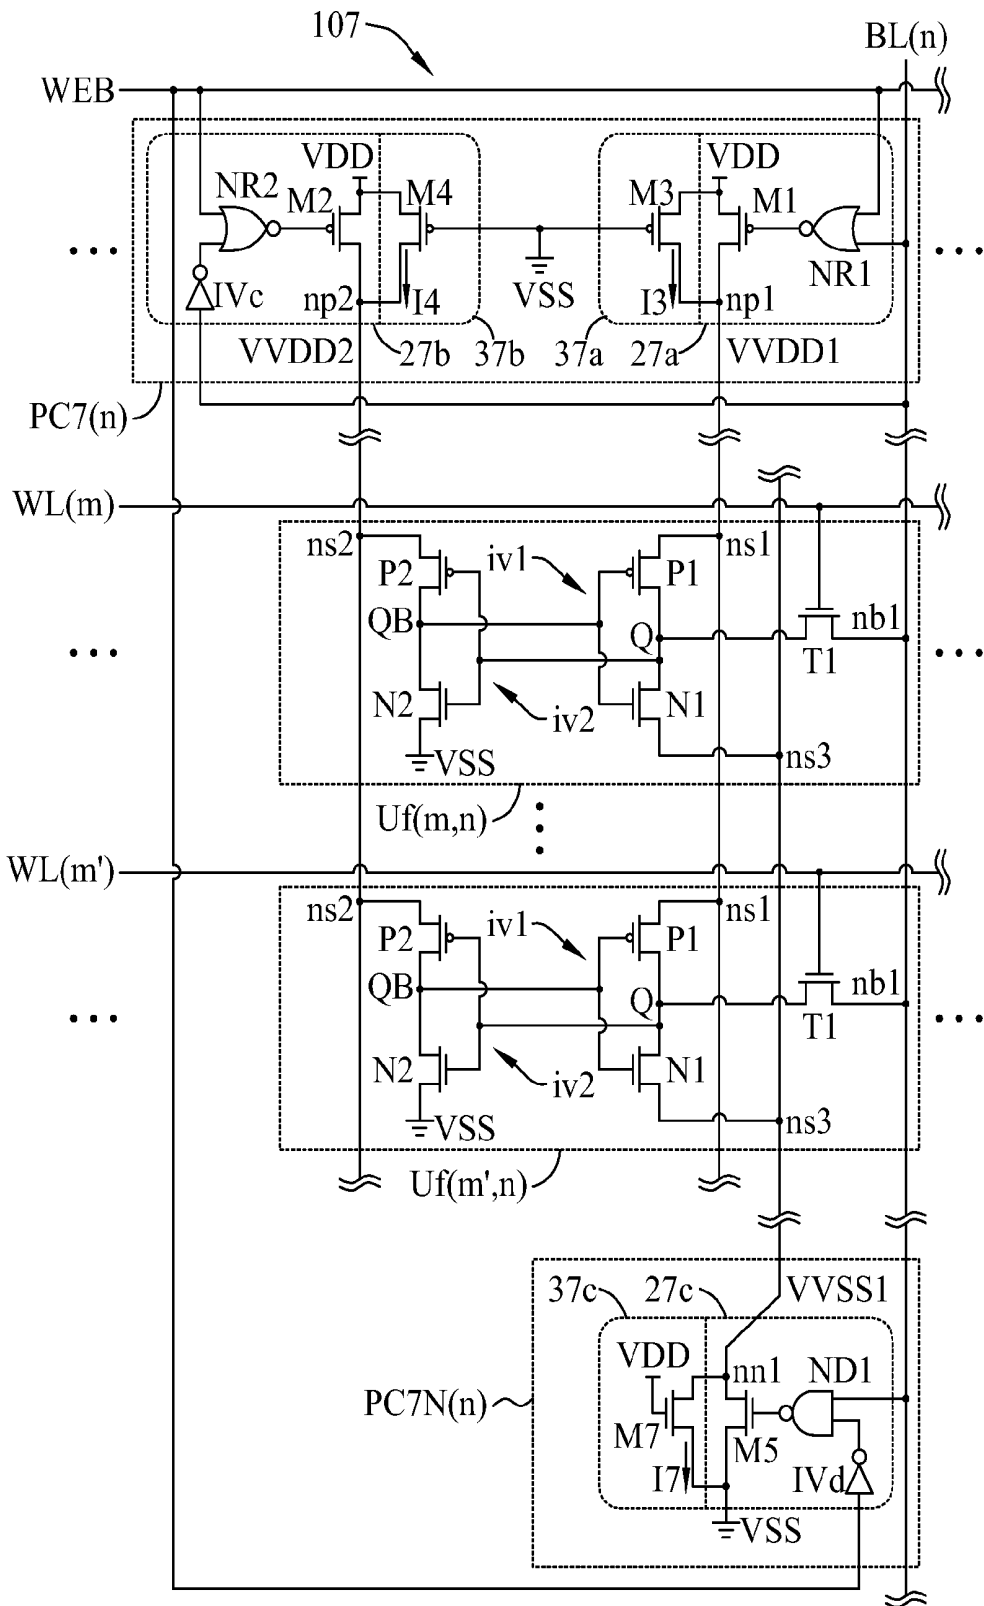 107
BL(n)
WEB
VDD
VDD
NR2
M2
M4
M3
M1
NR1
VSS
IVc
np2
I4
I3
np1
VVDD2
27b
37b
37a
27a
VVDD1
PC7(n)
WL(m)
ns2
iv1
ns1
P2
P1
QB
Q
nb1
T1
N2
iv2
N1
VSS
ns3
Uf(m,n)
WL(m')
ns2
iv1
ns1
P2
P1
QB
Q
nb1
T1
N2
iv2
N1
VSS
ns3
Uf(m',n)
37c
27c
VVSS1
VDD
nn1
ND1
PC7N(n)
M7
M5
I7
IVd
VSS